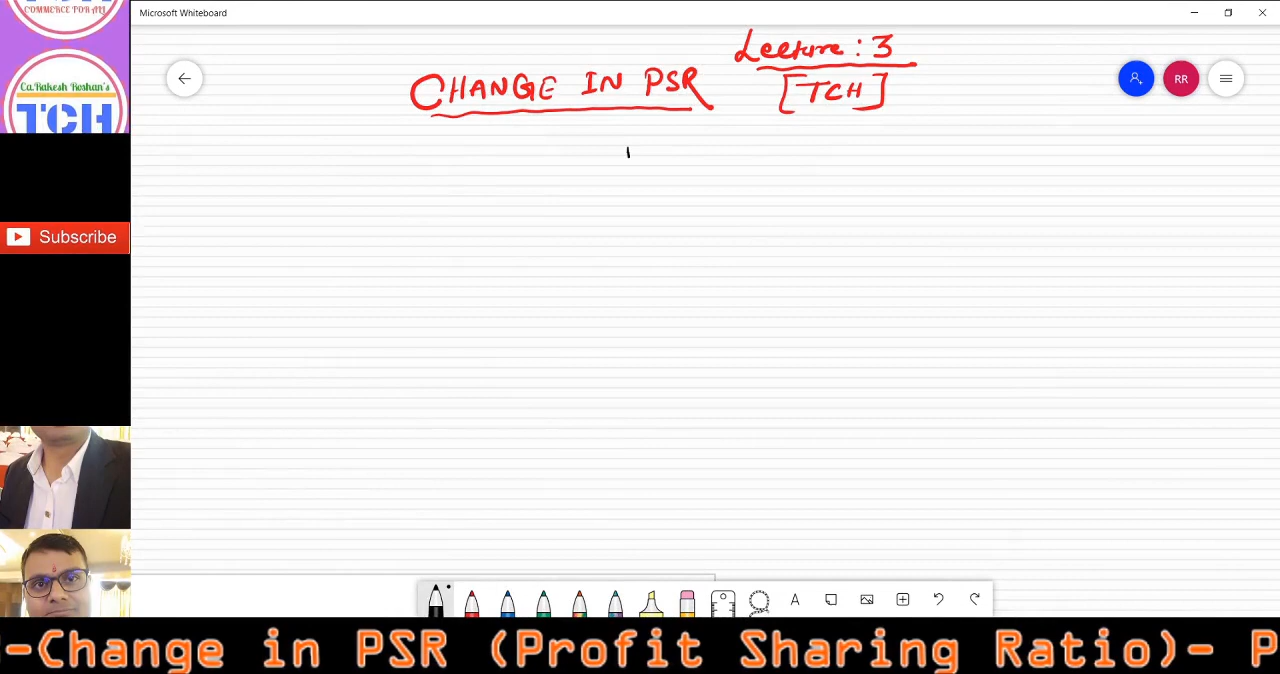 COMMERCE FOR ALL
Ca.Rakesh Roshan's
TCH
Subscribe
Microsoft Whiteboard
Lecture : 3
CHANGE IN PSR
[TCH]
RR
-Change in PSR (Profit Sharing Ratio)- P